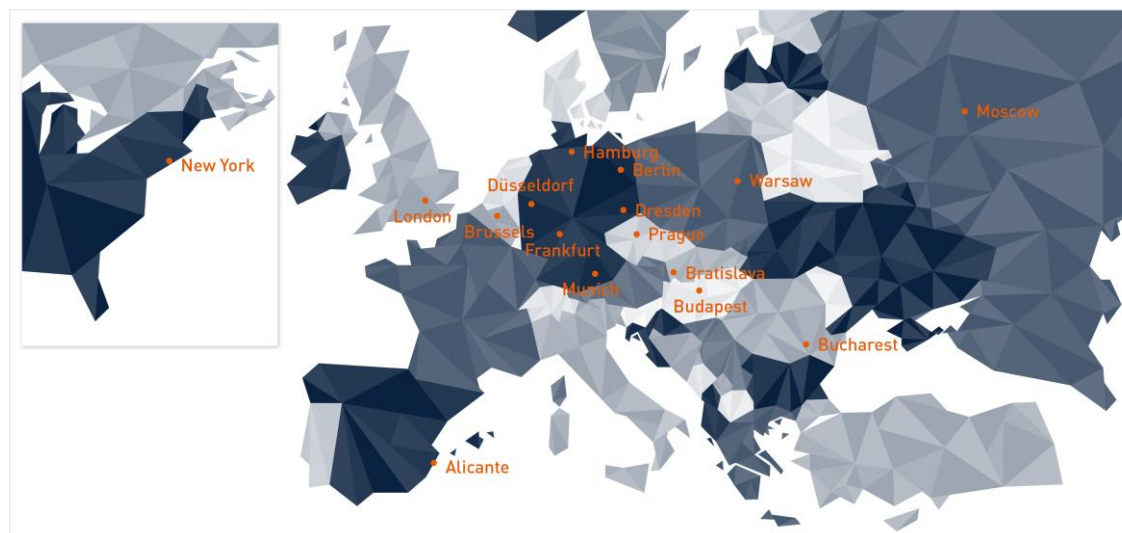 Moscow
Hamburg
New York
Berlin
Düsseldorf
Warsaw
London
Dresden
Brussels
Prague
Frankfurt
Bratislava
Munich
Budapest
Bucharest
Alicante